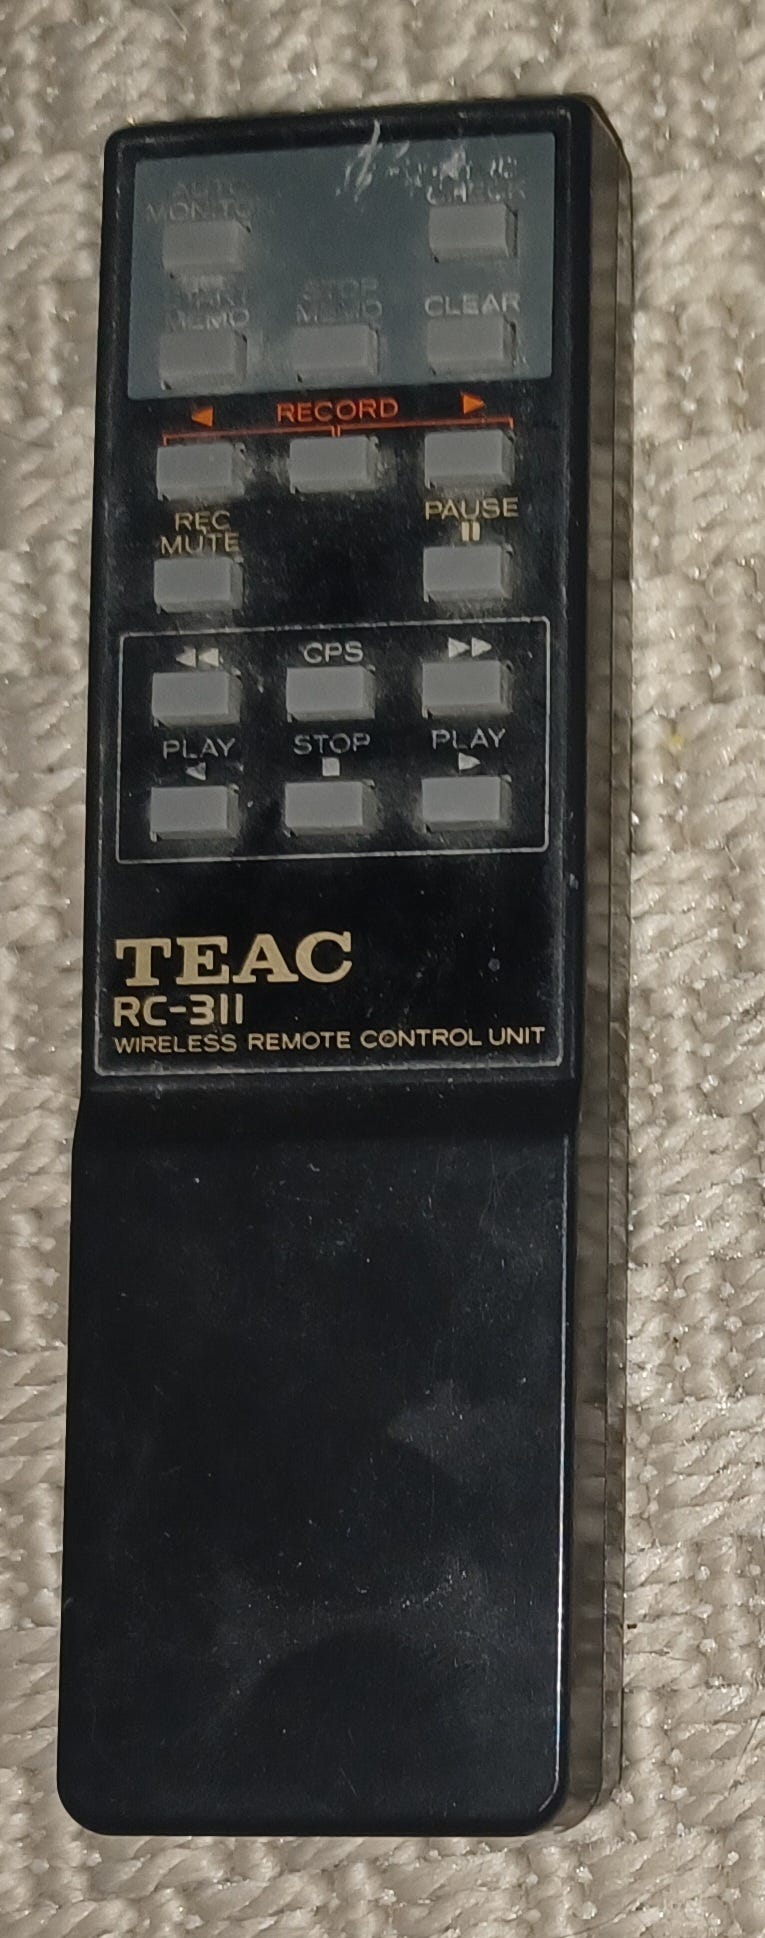 AUTO
MONITOR
CHECK
START
MEMO
STOP
MEMO
CLEAR
◀ RECORD ▶
REC
MUTE
PAUSE
◀◀ CPS ▶▶
PLAY STOP PLAY
◀ ■ ▶
TEAC
RC-311
WIRELESS REMOTE CONTROL UNIT